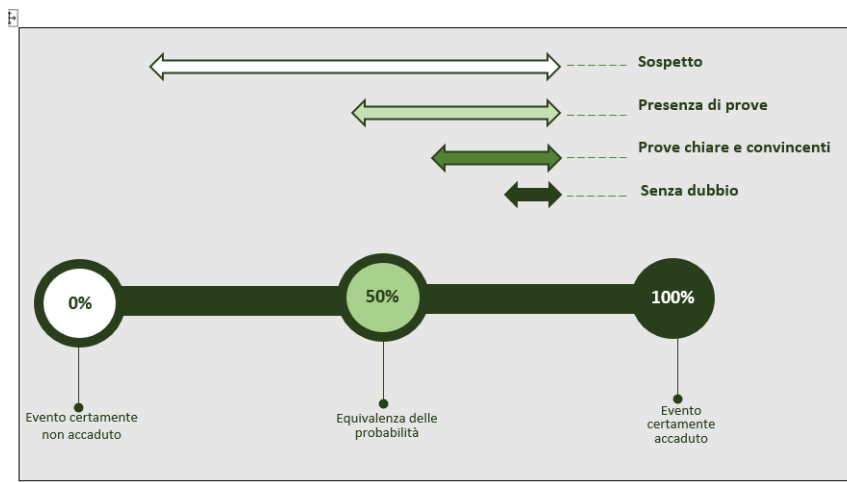 Sospetto
Presenza di prove
Prove chiare e convincenti
Senza dubbio
0%
50%
100%
Evento certamente
non accaduto
Equivalenza delle
probabilità
Evento
certamente
accaduto